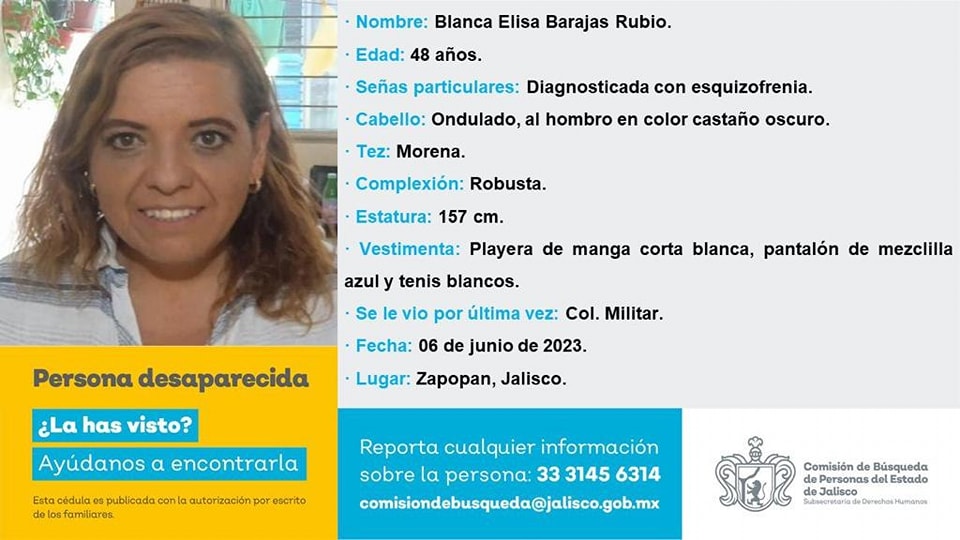 · Nombre: Blanca Elisa Barajas Rubio.
· Edad: 48 años.
· Señas particulares: Diagnosticada con esquizofrenia.
· Cabello: Ondulado, al hombro en color castaño oscuro.
· Tez: Morena.
· Complexión: Robusta.
· Estatura: 157 cm.
· Vestimenta: Playera de manga corta blanca, pantalón de mezclilla
azul y tenis blancos.
· Se le vio por última vez: Col. Militar.
· Fecha: 06 de junio de 2023.
· Lugar: Zapopan, Jalisco.
Persona desaparecida
¿La has visto?
Ayúdanos a encontrarla
Esta cédula es publicada con la autorización por escrito
de los familiares.
Reporta cualquier información
sobre la persona: 33 3145 6314
comisiondebusqueda@jalisco.gob.mx
Comisión de Búsqueda
de Personas del Estado
de Jalisco
Subsecretaría de Derechos Humanos